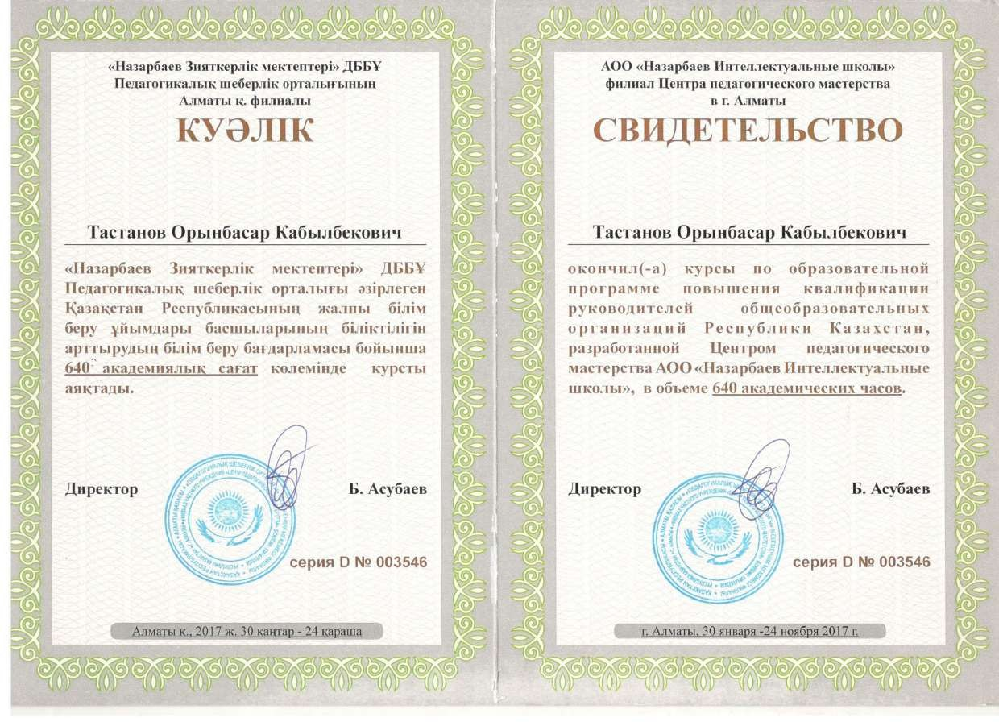 «Назарбаев Зияткерлік мектептері» ДББҰ
Педагогикалық шеберлік орталығының
Алматы қ. филиалы
КУӘЛІК
Тастанов Орынбасар Кабылбекович
«Назарбаев Зияткерлік мектептері» ДББҰ
Педагогикалық шеберлік орталығы әзірлеген
Қазақстан Республикасының жалпы білім
беру ұйымдары басшыларының біліктілігін
арттырудың білім беру бағдарламасы бойынша
640 академиялық сағат көлемінде курсты
аяқтады.
Директор Б. Асубаев
серия D № 003546
Алматы қ., 2017 ж. 30 қаңтар - 24 қараша
АОО «Назарбаев Интеллектуальные школы»
филиал Центра педагогического мастерства
в г. Алматы
СВИДЕТЕЛЬСТВО
Тастанов Орынбасар Кабылбекович
окончил(-а) курсы по образовательной
программе повышения квалификации
руководителей общеобразовательных
организаций Республики Казахстан,
разработанной Центром педагогического
мастерства АОО «Назарбаев Интеллектуальные
школы», в объеме 640 академических часов.
Директор Б. Асубаев
серия D № 003546
г. Алматы, 30 января -24 ноября 2017 г.